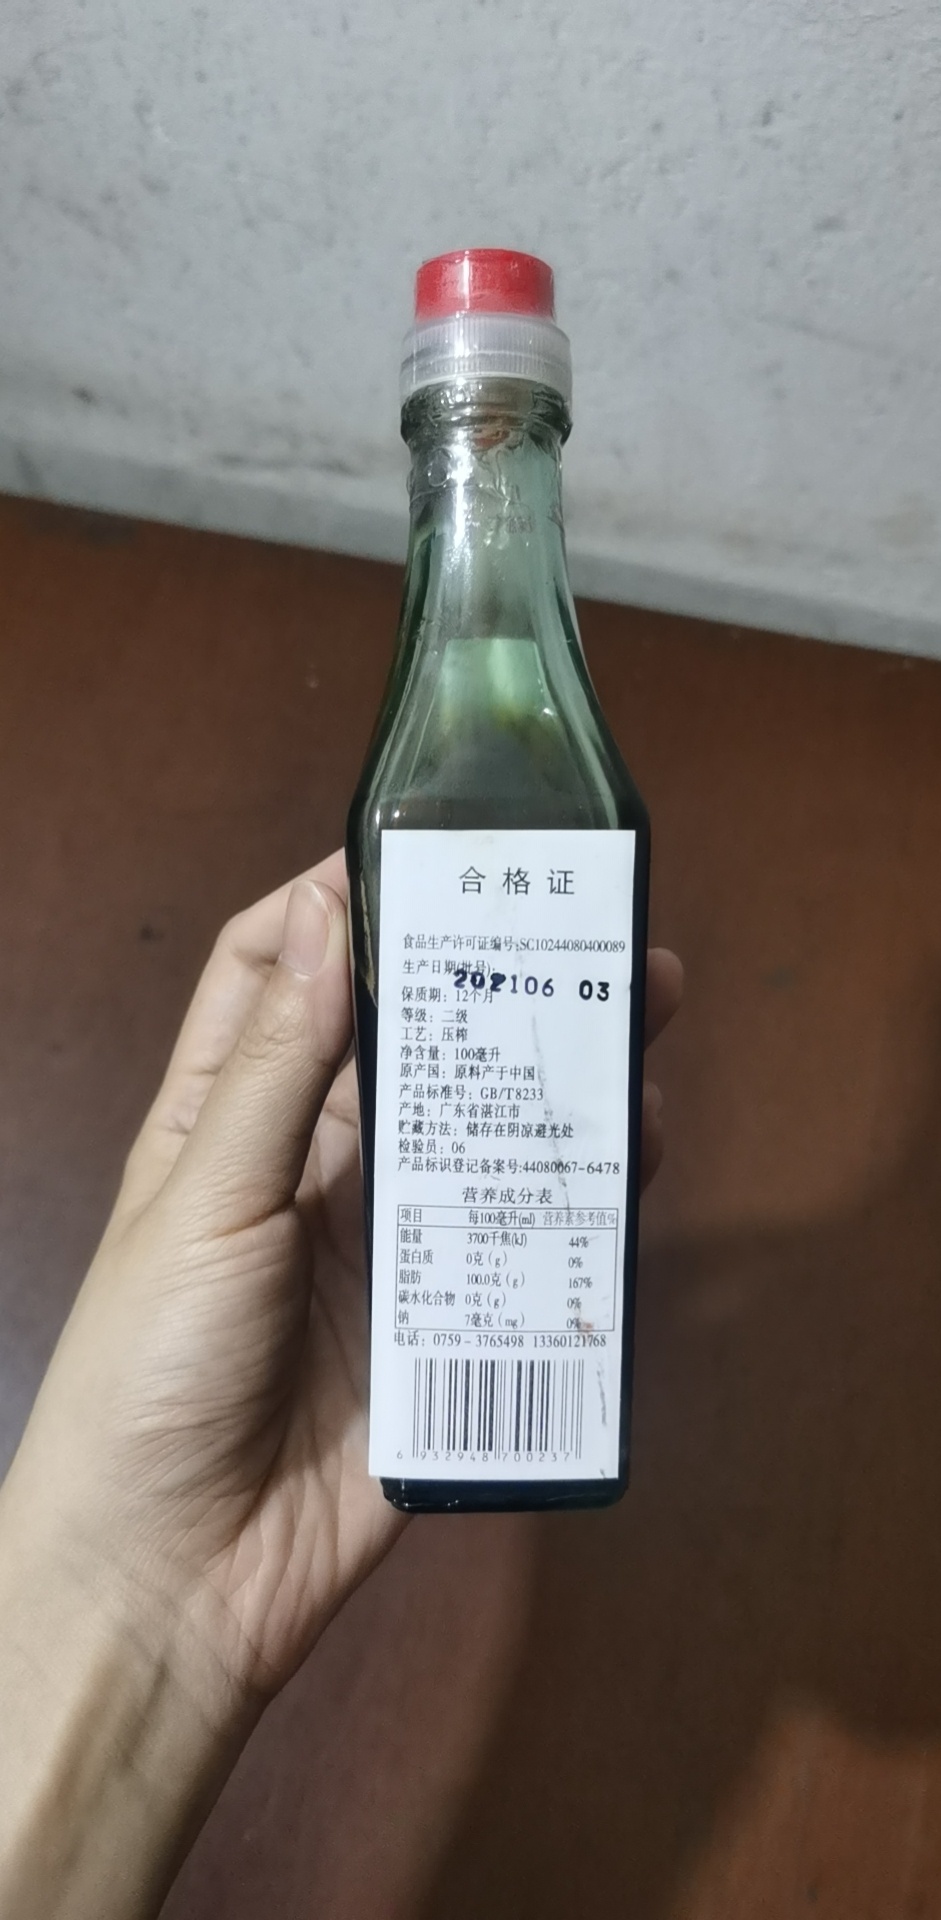 合格证
食品生产许可证编号:SC10244080400089
生产日期(批号):
202106 03
保质期：12个月
等级：二级
工艺：压榨
净含量：100毫升
原产国：原料产于中国
产品标准号：GB/T8233
产地：广东省湛江市
贮藏方法：储存在阴凉避光处
检验员：06
产品标识登记备案号:44080067-6478
营养成分表
项目 每100毫升(ml) 营养素参考值%
能量 3700千焦(kJ) 44%
蛋白质 0克（g） 0%
脂肪 100.0克（g） 167%
碳水化合物 0克（g） 0%
钠 7毫克（mg） 0%
电话：0759－3765498 13360121768
6 932948 700237